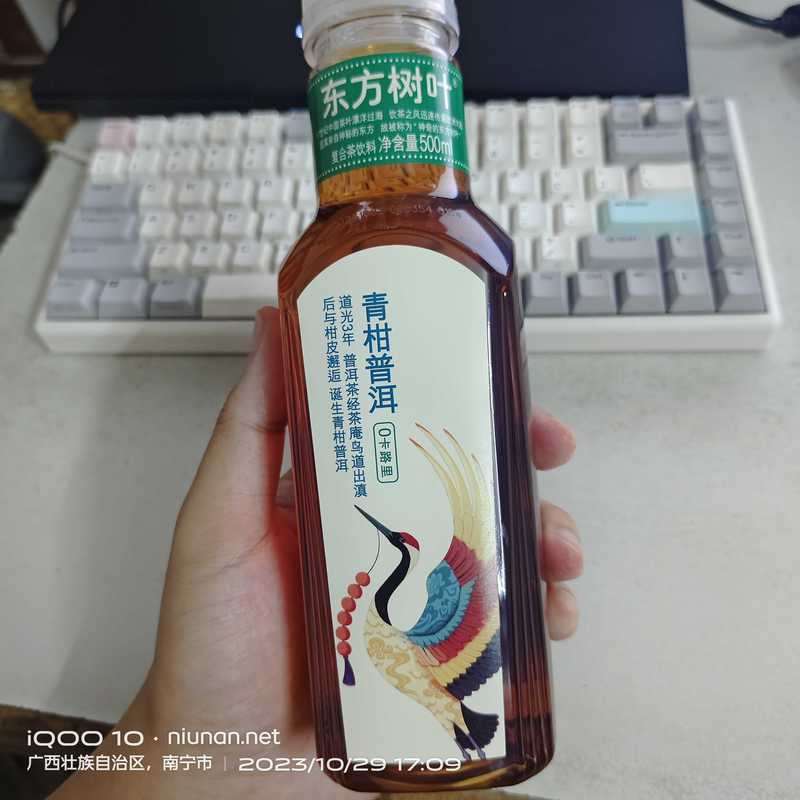 东方树叶
复合茶饮料 净含量500ml
青柑普洱
0卡路里
道光3年 普洱茶经茶庵鸟道出滇
后与柑皮邂逅 诞生青柑普洱
iQOO 10 · niunan.net
广西壮族自治区，南宁市 | 2023/10/29 17:09